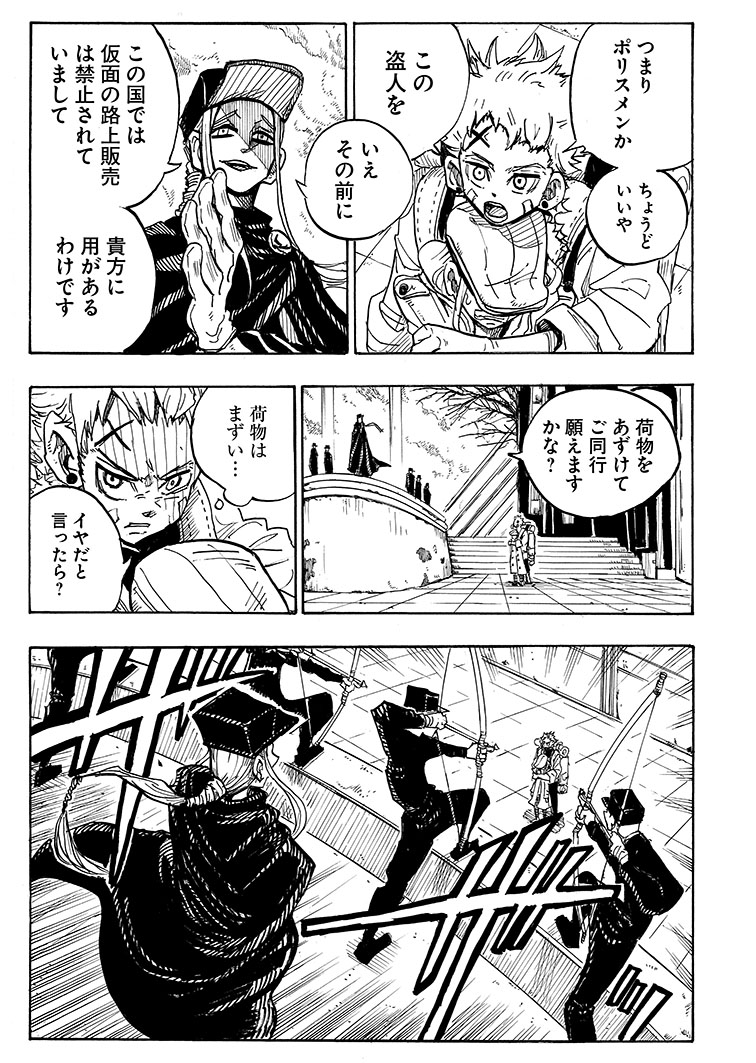 つまり
ポリスメンか
ちょうど
いいや
この
盗人を
いえ
その前に
この国では
仮面の路上販売
は禁止されて
いまして
貴方に
用がある
わけです
荷物を
あずけて
ご同行
願えます
かな?
荷物は
まずい…
イヤだと
言ったら?